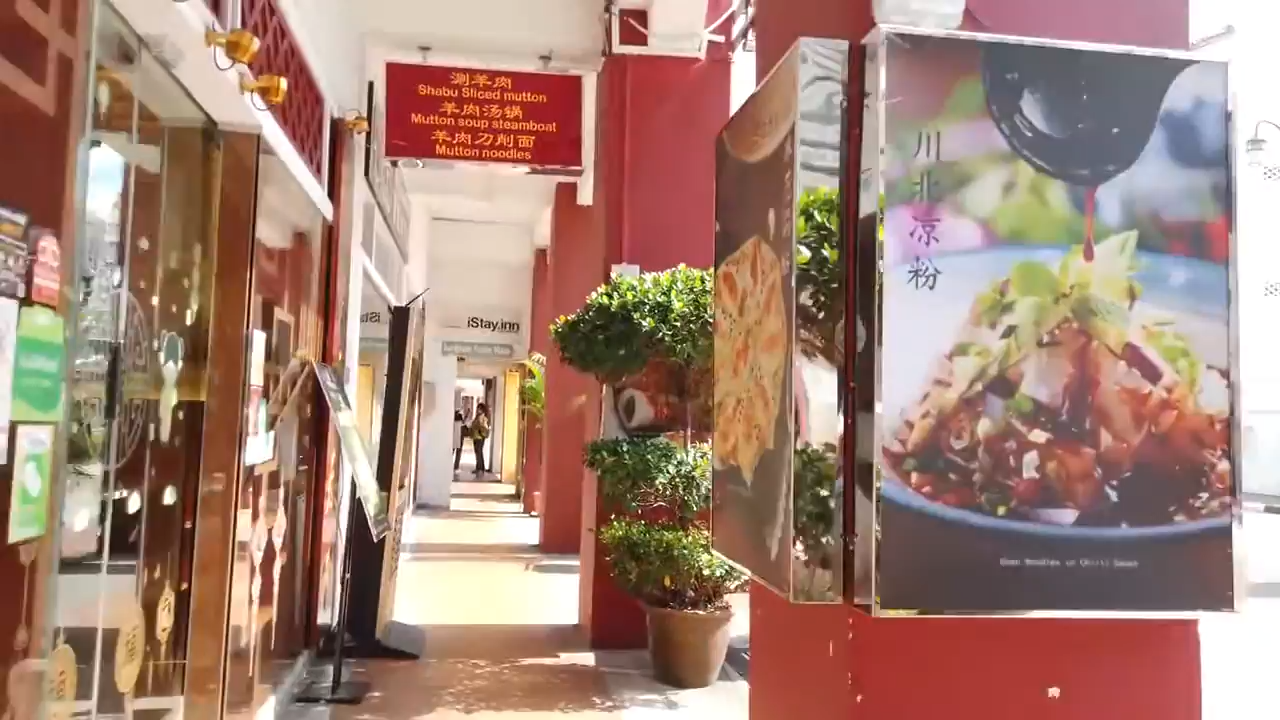 涮羊肉
Shabu Sliced mutton
羊肉汤锅
Mutton soup steamboat
羊肉刀削面
Mutton noodles
iStay.inn
川北凉粉